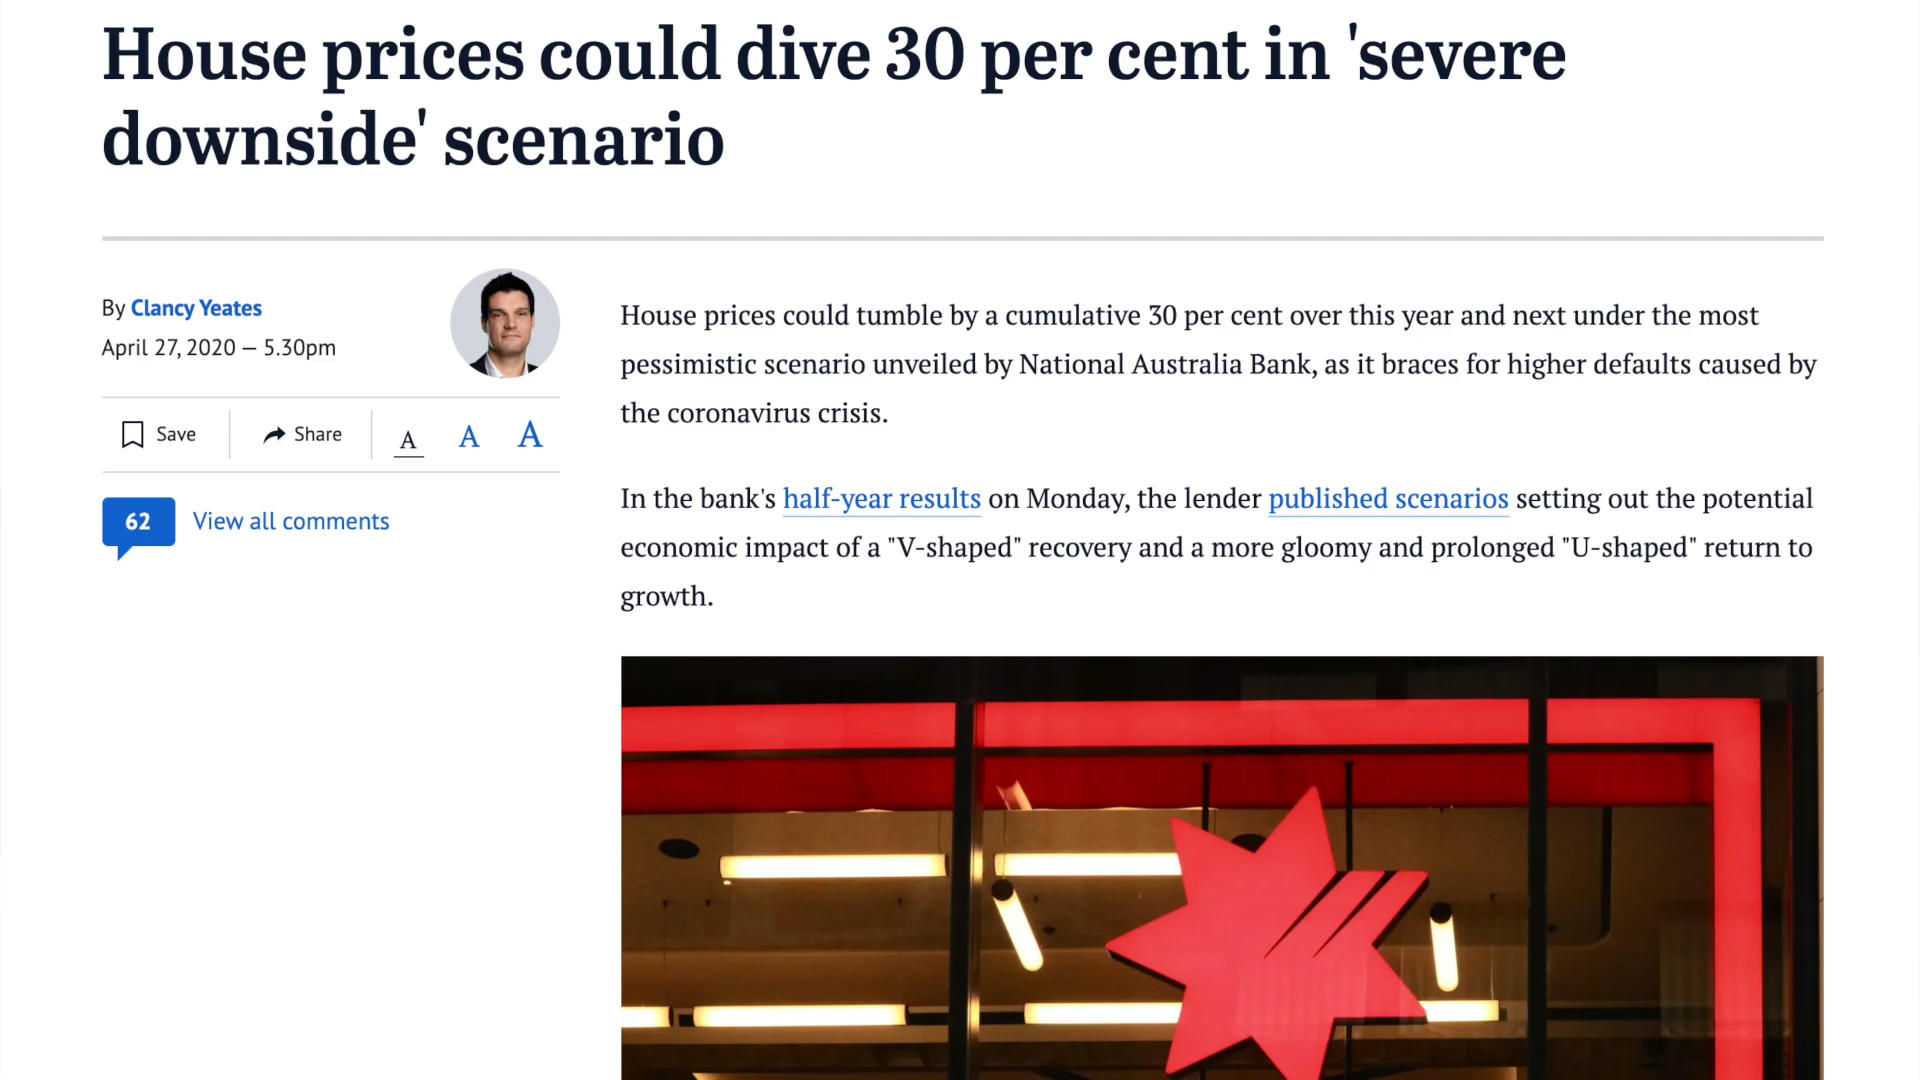 House prices could dive 30 per cent in 'severe
downside' scenario
By Clancy Yeates
April 27, 2020 — 5.30pm
Save
Share
A
A
A
62
View all comments
House prices could tumble by a cumulative 30 per cent over this year and next under the most
pessimistic scenario unveiled by National Australia Bank, as it braces for higher defaults caused by
the coronavirus crisis.
In the bank's half-year results on Monday, the lender published scenarios setting out the potential
economic impact of a "V-shaped" recovery and a more gloomy and prolonged "U-shaped" return to
growth.